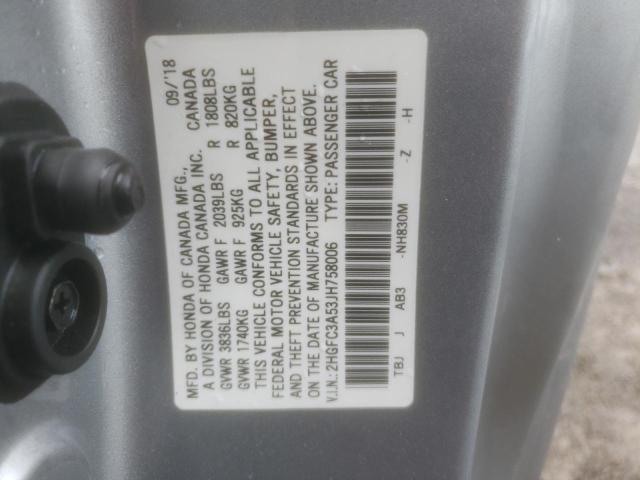 MFD. BY HONDA OF CANADA MFG., 09/'18
A DIVISION OF HONDA CANADA INC. CANADA
GVWR 3836LBS GAWR F 2039LBS R 1808LBS
GVWR 1740KG GAWR F 925KG R 820KG
THIS VEHICLE CONFORMS TO ALL APPLICABLE
FEDERAL MOTOR VEHICLE SAFETY, BUMPER,
AND THEFT PREVENTION STANDARDS IN EFFECT
ON THE DATE OF MANUFACTURE SHOWN ABOVE.
V.I.N.: 2HGFC3A53JH758006 TYPE: PASSENGER CAR
TBJ J AB3 -NH830M -Z -H